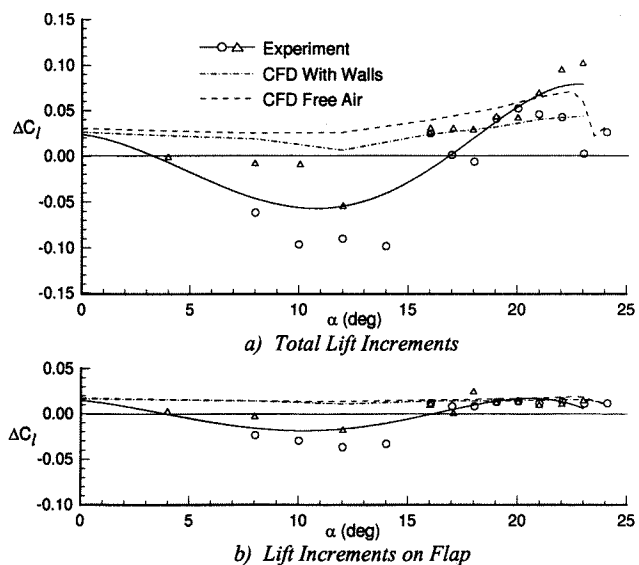 0.15
0.10
0.05
0.00
-0.05
-0.10
-0.15
ΔCl
Experiment
CFD With Walls
CFD Free Air
0 5 10 15 20 25
α (deg)
a) Total Lift Increments
0.05
0.00
-0.05
-0.10
ΔCl
0 5 10 15 20 25
α (deg)
b) Lift Increments on Flap